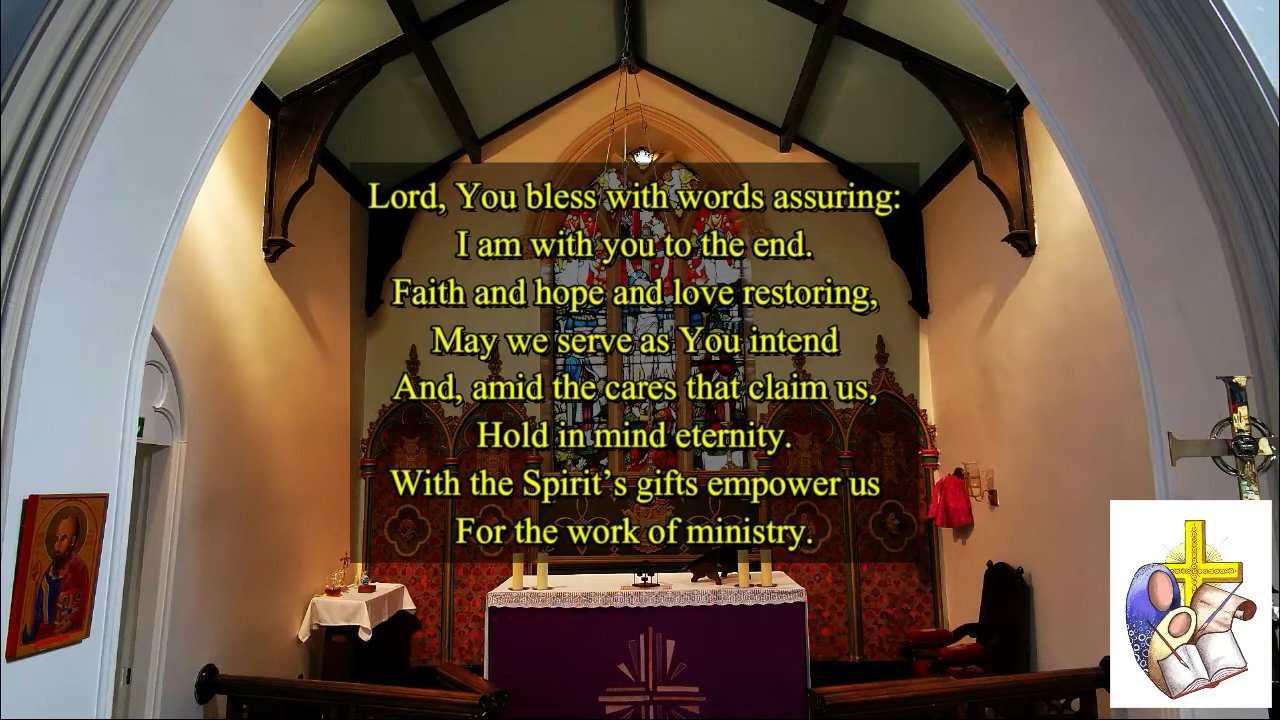 Lord, You bless with words assuring:
I am with you to the end.
Faith and hope and love restoring,
May we serve as You intend
And, amid the cares that claim us,
Hold in mind eternity.
With the Spirit’s gifts empower us
For the work of ministry.